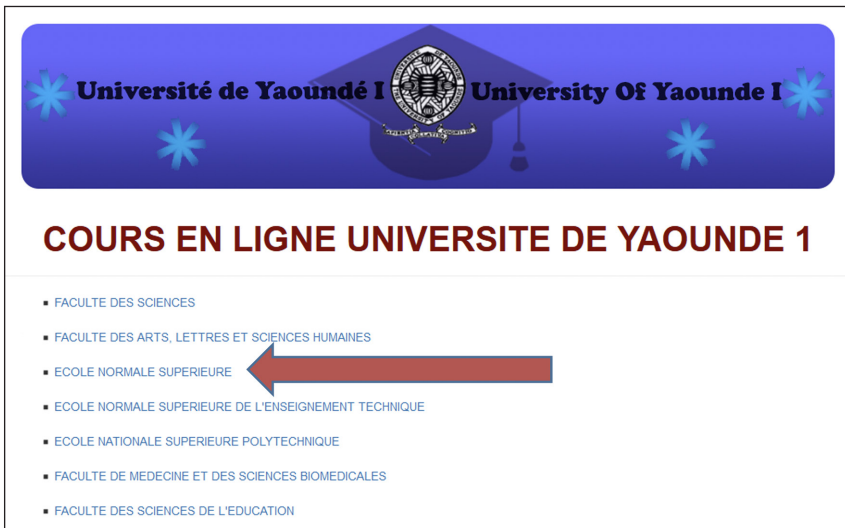 Université de Yaoundé I
University Of Yaounde I
COURS EN LIGNE UNIVERSITE DE YAOUNDE 1
FACULTE DES SCIENCES
FACULTE DES ARTS, LETTRES ET SCIENCES HUMAINES
ECOLE NORMALE SUPERIEURE
ECOLE NORMALE SUPERIEURE DE L'ENSEIGNEMENT TECHNIQUE
ECOLE NATIONALE SUPERIEURE POLYTECHNIQUE
FACULTE DE MEDECINE ET DES SCIENCES BIOMEDICALES
FACULTE DES SCIENCES DE L'EDUCATION